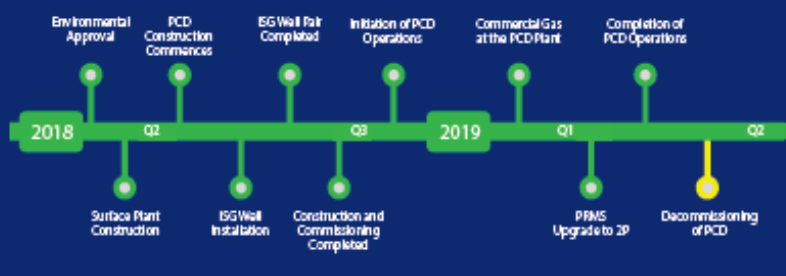 Environmental
Approval
PCD
Construction
Commences
ISG Well Pair
Completed
Initiation of PCD
Operations
Commercial Gas
at the PCD Plant
Completion of
PCD Operations
2018
Q2
Q3
2019
Q1
Q2
Surface Plant
Construction
ISG Well
Installation
Construction and
Commissioning
Completed
PRMS
Upgrade to 2P
Decommissioning
of PCD